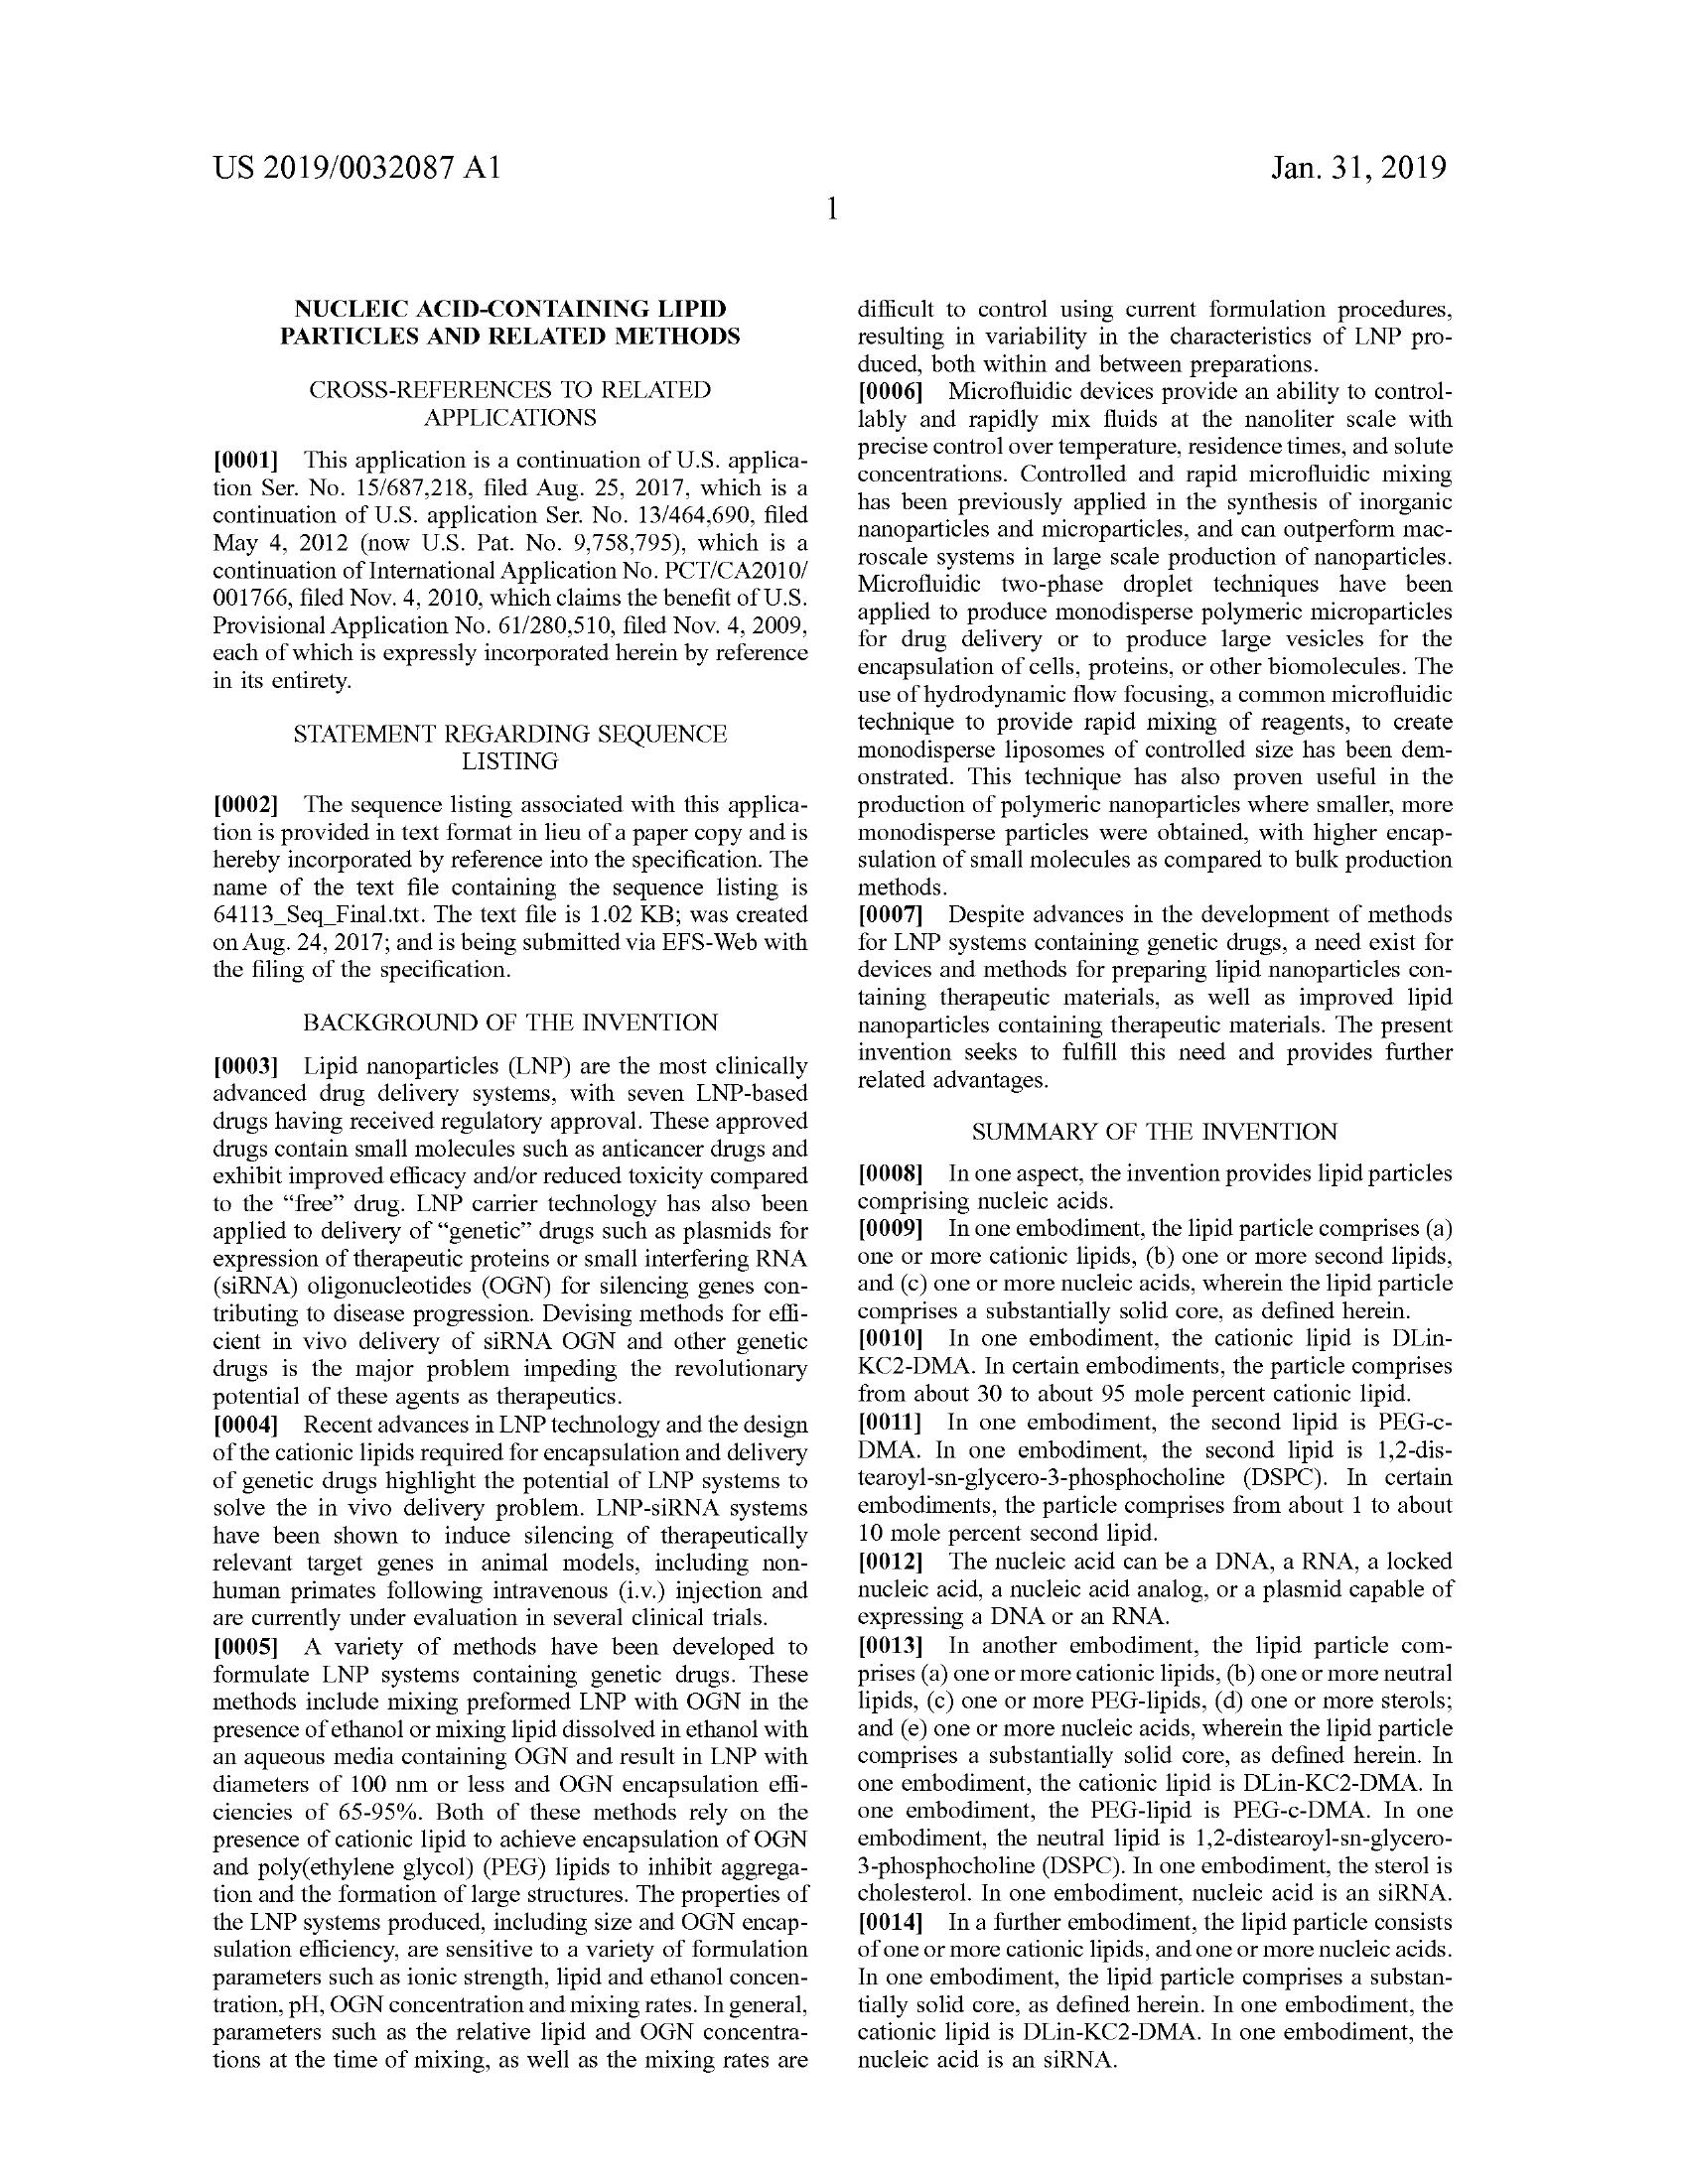 US 2019/0032087 A1
Jan. 31, 2019
1
NUCLEIC ACID-CONTAINING LIPID
PARTICLES AND RELATED METHODS
CROSS-REFERENCES TO RELATED
APPLICATIONS
[0001] This application is a continuation of U.S. applica-
tion Ser. No. 15/687,218, filed Aug. 25, 2017, which is a
continuation of U.S. application Ser. No. 13/464,690, filed
May 4, 2012 (now U.S. Pat. No. 9,758,795), which is a
continuation of International Application No. PCT/CA2010/
001766, filed Nov. 4, 2010, which claims the benefit of U.S.
Provisional Application No. 61/280,510, filed Nov. 4, 2009,
each of which is expressly incorporated herein by reference
in its entirety.
STATEMENT REGARDING SEQUENCE
LISTING
[0002] The sequence listing associated with this applica-
tion is provided in text format in lieu of a paper copy and is
hereby incorporated by reference into the specification. The
name of the text file containing the sequence listing is
64113_Seq_Final.txt. The text file is 1.02 KB; was created
on Aug. 24, 2017; and is being submitted via EFS-Web with
the filing of the specification.
BACKGROUND OF THE INVENTION
[0003] Lipid nanoparticles (LNP) are the most clinically
advanced drug delivery systems, with seven LNP-based
drugs having received regulatory approval. These approved
drugs contain small molecules such as anticancer drugs and
exhibit improved efficacy and/or reduced toxicity compared
to the “free” drug. LNP carrier technology has also been
applied to delivery of “genetic” drugs such as plasmids for
expression of therapeutic proteins or small interfering RNA
(siRNA) oligonucleotides (OGN) for silencing genes con-
tributing to disease progression. Devising methods for effi-
cient in vivo delivery of siRNA OGN and other genetic
drugs is the major problem impeding the revolutionary
potential of these agents as therapeutics.
[0004] Recent advances in LNP technology and the design
of the cationic lipids required for encapsulation and delivery
of genetic drugs highlight the potential of LNP systems to
solve the in vivo delivery problem. LNP-siRNA systems
have been shown to induce silencing of therapeutically
relevant target genes in animal models, including non-
human primates following intravenous (i.v.) injection and
are currently under evaluation in several clinical trials.
[0005] A variety of methods have been developed to
formulate LNP systems containing genetic drugs. These
methods include mixing preformed LNP with OGN in the
presence of ethanol or mixing lipid dissolved in ethanol with
an aqueous media containing OGN and result in LNP with
diameters of 100 nm or less and OGN encapsulation effi-
ciencies of 65-95%. Both of these methods rely on the
presence of cationic lipid to achieve encapsulation of OGN
and poly(ethylene glycol) (PEG) lipids to inhibit aggrega-
tion and the formation of large structures. The properties of
the LNP systems produced, including size and OGN encap-
sulation efficiency, are sensitive to a variety of formulation
parameters such as ionic strength, lipid and ethanol concen-
tration, pH, OGN concentration and mixing rates. In general,
parameters such as the relative lipid and OGN concentra-
tions at the time of mixing, as well as the mixing rates are
difficult to control using current formulation procedures,
resulting in variability in the characteristics of LNP pro-
duced, both within and between preparations.
[0006] Microfluidic devices provide an ability to control-
lably and rapidly mix fluids at the nanoliter scale with
precise control over temperature, residence times, and solute
concentrations. Controlled and rapid microfluidic mixing
has been previously applied in the synthesis of inorganic
nanoparticles and microparticles, and can outperform mac-
roscale systems in large scale production of nanoparticles.
Microfluidic two-phase droplet techniques have been
applied to produce monodisperse polymeric microparticles
for drug delivery or to produce large vesicles for the
encapsulation of cells, proteins, or other biomolecules. The
use of hydrodynamic flow focusing, a common microfluidic
technique to provide rapid mixing of reagents, to create
monodisperse liposomes of controlled size has been dem-
onstrated. This technique has also proven useful in the
production of polymeric nanoparticles where smaller, more
monodisperse particles were obtained, with higher encap-
sulation of small molecules as compared to bulk production
methods.
[0007] Despite advances in the development of methods
for LNP systems containing genetic drugs, a need exist for
devices and methods for preparing lipid nanoparticles con-
taining therapeutic materials, as well as improved lipid
nanoparticles containing therapeutic materials. The present
invention seeks to fulfill this need and provides further
related advantages.
SUMMARY OF THE INVENTION
[0008] In one aspect, the invention provides lipid particles
comprising nucleic acids.
[0009] In one embodiment, the lipid particle comprises (a)
one or more cationic lipids, (b) one or more second lipids,
and (c) one or more nucleic acids, wherein the lipid particle
comprises a substantially solid core, as defined herein.
[0010] In one embodiment, the cationic lipid is DLin-
KC2-DMA. In certain embodiments, the particle comprises
from about 30 to about 95 mole percent cationic lipid.
[0011] In one embodiment, the second lipid is PEG-c-
DMA. In one embodiment, the second lipid is 1,2-dis-
tearoyl-sn-glycero-3-phosphocholine (DSPC). In certain
embodiments, the particle comprises from about 1 to about
10 mole percent second lipid.
[0012] The nucleic acid can be a DNA, a RNA, a locked
nucleic acid, a nucleic acid analog, or a plasmid capable of
expressing a DNA or an RNA.
[0013] In another embodiment, the lipid particle com-
prises (a) one or more cationic lipids, (b) one or more neutral
lipids, (c) one or more PEG-lipids, (d) one or more sterols;
and (e) one or more nucleic acids, wherein the lipid particle
comprises a substantially solid core, as defined herein. In
one embodiment, the cationic lipid is DLin-KC2-DMA. In
one embodiment, the PEG-lipid is PEG-c-DMA. In one
embodiment, the neutral lipid is 1,2-distearoyl-sn-glycero-
3-phosphocholine (DSPC). In one embodiment, the sterol is
cholesterol. In one embodiment, nucleic acid is an siRNA.
[0014] In a further embodiment, the lipid particle consists
of one or more cationic lipids, and one or more nucleic acids.
In one embodiment, the lipid particle comprises a substan-
tially solid core, as defined herein. In one embodiment, the
cationic lipid is DLin-KC2-DMA. In one embodiment, the
nucleic acid is an siRNA.